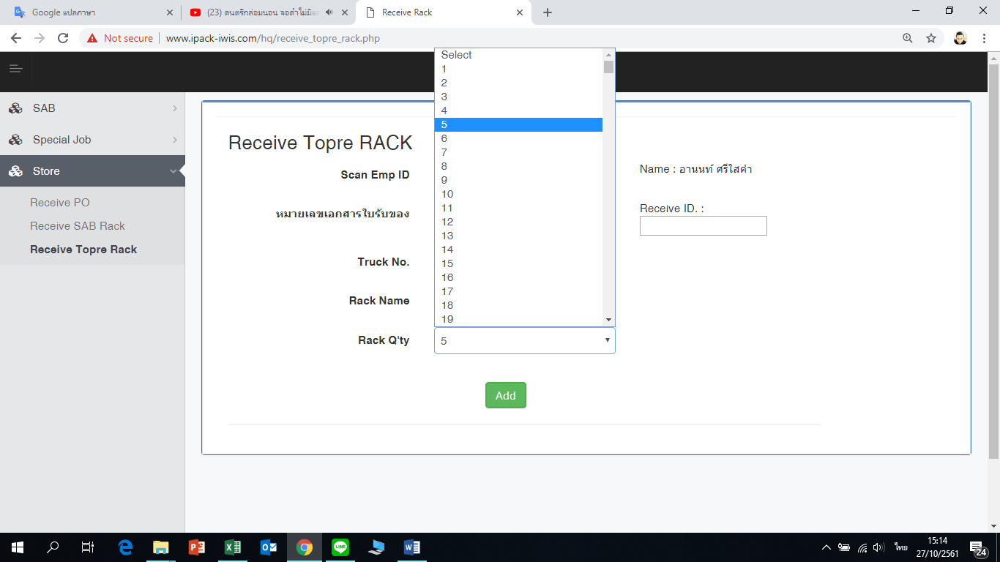 Google แปลภาษา
(23) ดนตรีกล่อมนอน จอดำไม่มีแส
Receive Rack
Not secure
www.ipack-iwis.com/hq/receive_topre_rack.php
SAB
Special Job
Store
Receive PO
Receive SAB Rack
Receive Topre Rack
Receive Topre RACK
Scan Emp ID
Name : อานนท์ ศรีใสคำ
หมายเลขเอกสารใบรับของ
Receive ID. :
Truck No.
Rack Name
Select
1
2
3
4
5
6
7
8
9
10
11
12
13
14
15
16
17
18
19
Rack Q'ty
5
Add
ไทย
15:14
27/10/2561
24